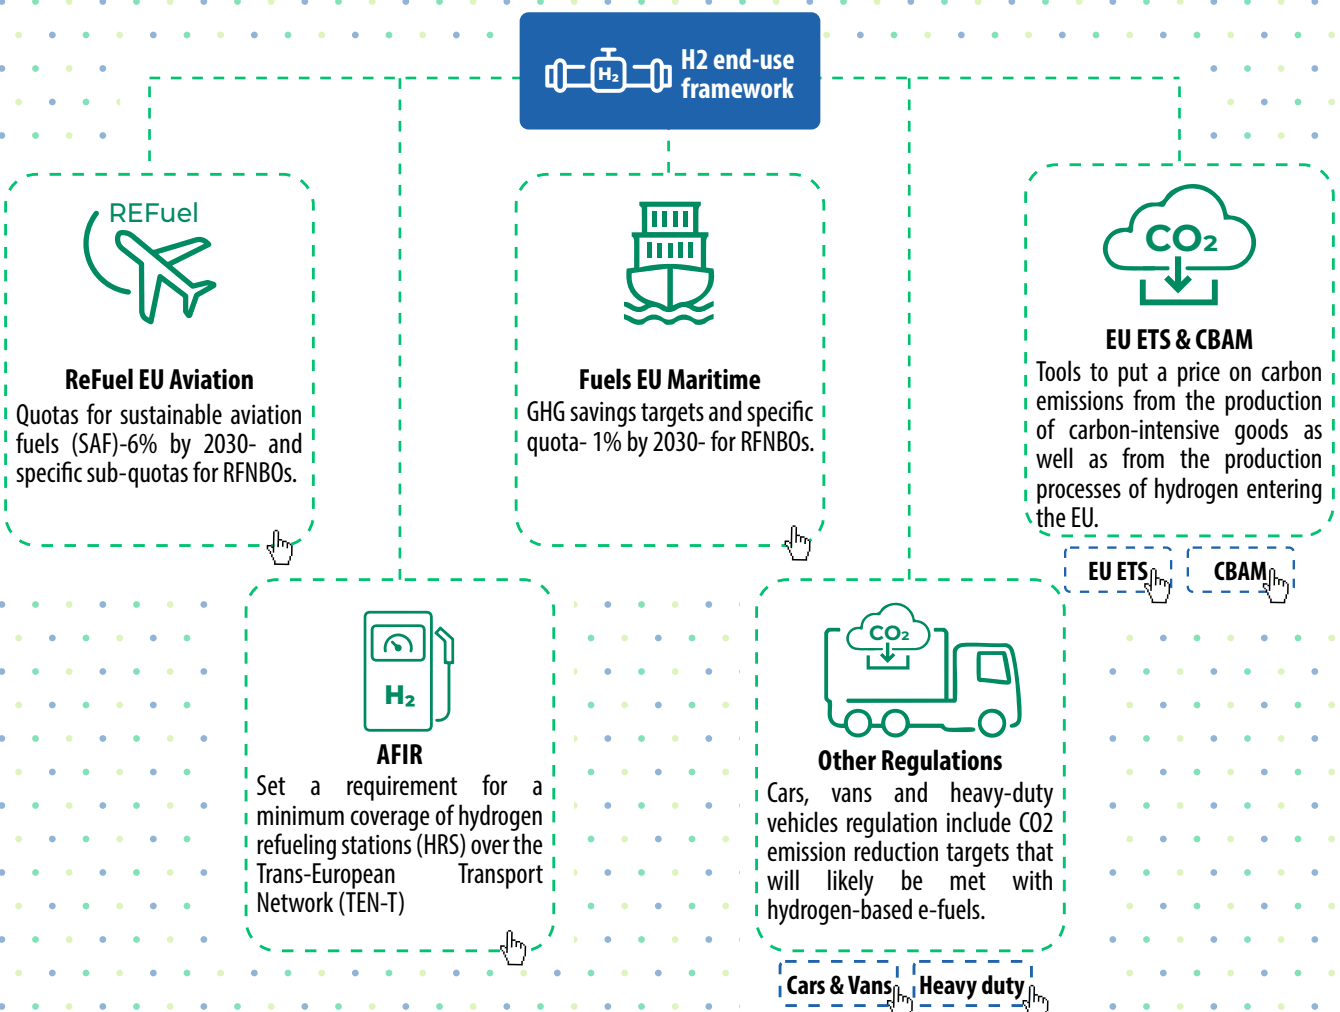 H₂
H2 end-use
framework
REFuel
ReFuel EU Aviation
Quotas for sustainable aviation
fuels (SAF)-6% by 2030- and
specific sub-quotas for RFNBOs.
Fuels EU Maritime
GHG savings targets and specific
quota- 1% by 2030- for RFNBOs.
CO₂
EU ETS & CBAM
Tools to put a price on carbon
emissions from the production
of carbon-intensive goods as
well as from the production
processes of hydrogen entering
the EU.
EU ETS
CBAM
H₂
AFIR
Set a requirement for a
minimum coverage of hydrogen
refueling stations (HRS) over the
Trans-European Transport
Network (TEN-T)
CO₂
Other Regulations
Cars, vans and heavy-duty
vehicles regulation include CO2
emission reduction targets that
will likely be met with
hydrogen-based e-fuels.
Cars & Vans
Heavy duty